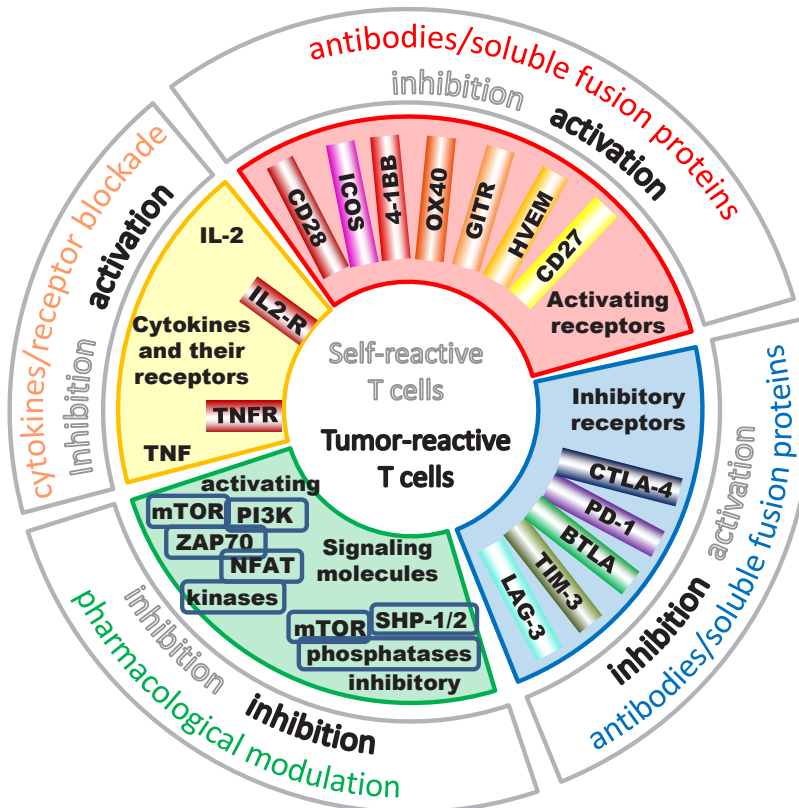 antibodies/soluble fusion proteins
inhibition
activation
CD28
ICOS
4-1BB
OX40
GITR
HVEM
CD27
Activating
receptors
cytokines/receptor blockade
activation
Inhibition
IL-2
IL2-R
Cytokines
and their
receptors
TNFR
TNF
Self-reactive
T cells
Tumor-reactive
T cells
Inhibitory
receptors
CTLA-4
PD-1
BTLA
TIM-3
LAG-3
activation
inhibition
antibodies/soluble fusion proteins
activating
mTOR
PI3K
ZAP70
NFAT
kinases
Signaling
molecules
mTOR
SHP-1/2
phosphatases
inhibitory
inhibition
inhibition
pharmacological modulation